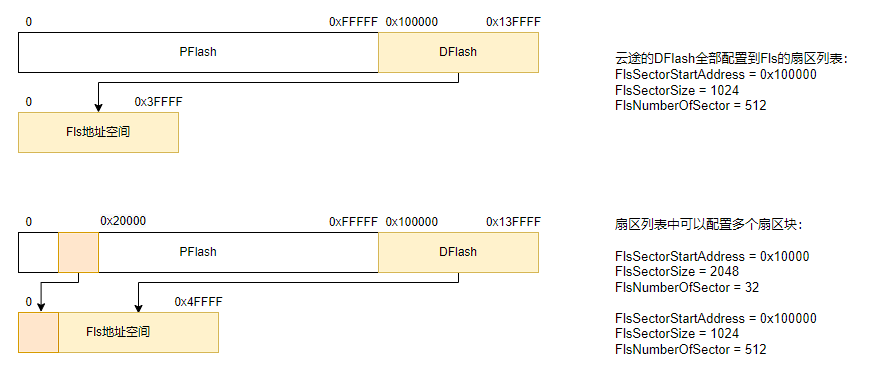 0 0xFFFFF 0x100000 0x13FFFF
PFlash DFlash
0 0x3FFFF
Fls地址空间
云途的DFlash全部配置到Fls的扇区列表:
FlsSectorStartAddress = 0x100000
FlsSectorSize = 1024
FlsNumberOfSector = 512
0 0x20000 0xFFFFF 0x100000 0x13FFFF
PFlash DFlash
0 0x4FFFF
Fls地址空间
扇区列表中可以配置多个扇区块:
FlsSectorStartAddress = 0x10000
FlsSectorSize = 2048
FlsNumberOfSector = 32
FlsSectorStartAddress = 0x100000
FlsSectorSize = 1024
FlsNumberOfSector = 512